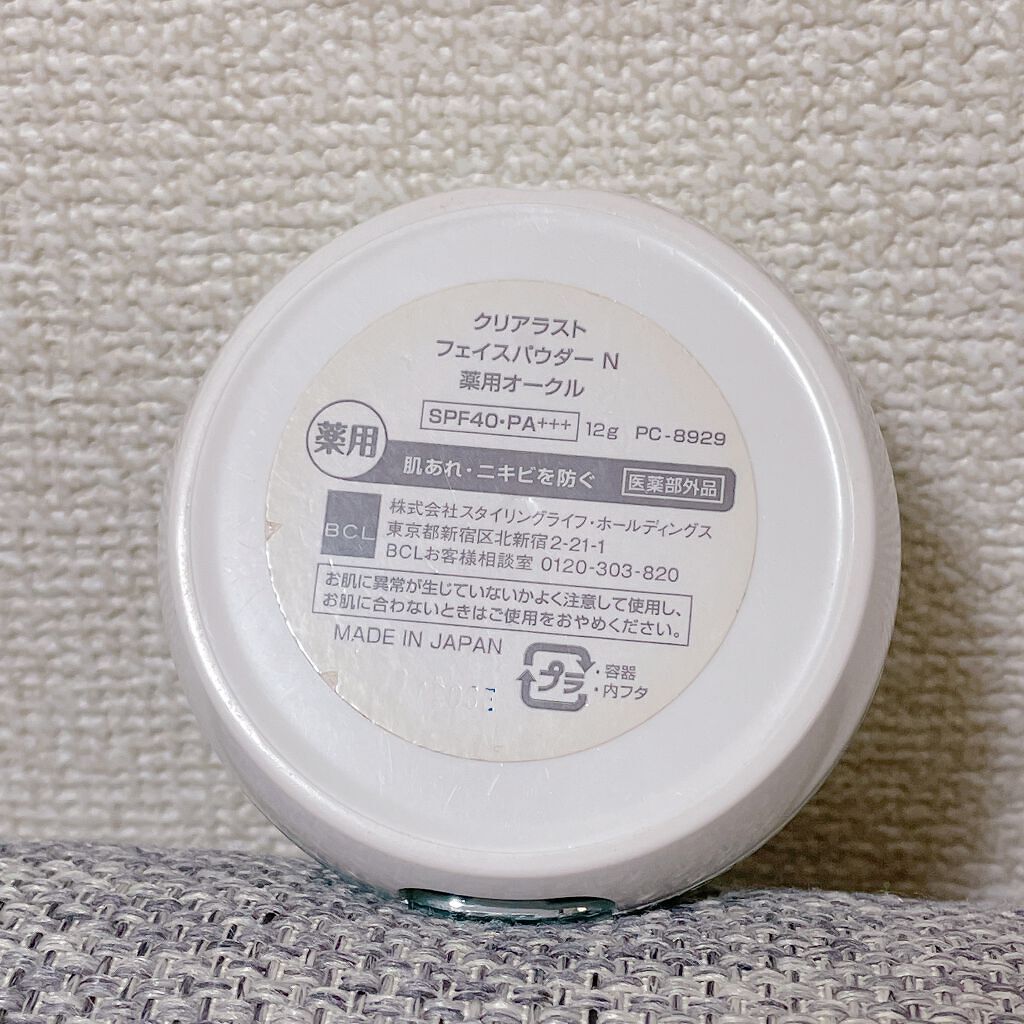 クリアラスト
フェイスパウダー N
薬用オークル
SPF40・PA+++ 12g PC-8929
薬用
肌あれ・ニキビを防ぐ 医薬部外品
BCL
株式会社スタイリングライフ・ホールディングス
東京都新宿区北新宿2-21-1
BCLお客様相談室 0120-303-820
お肌に異常が生じていないかよく注意して使用し、
お肌に合わないときはご使用をおやめください。
MADE IN JAPAN
プラ
・容器
・内フタ